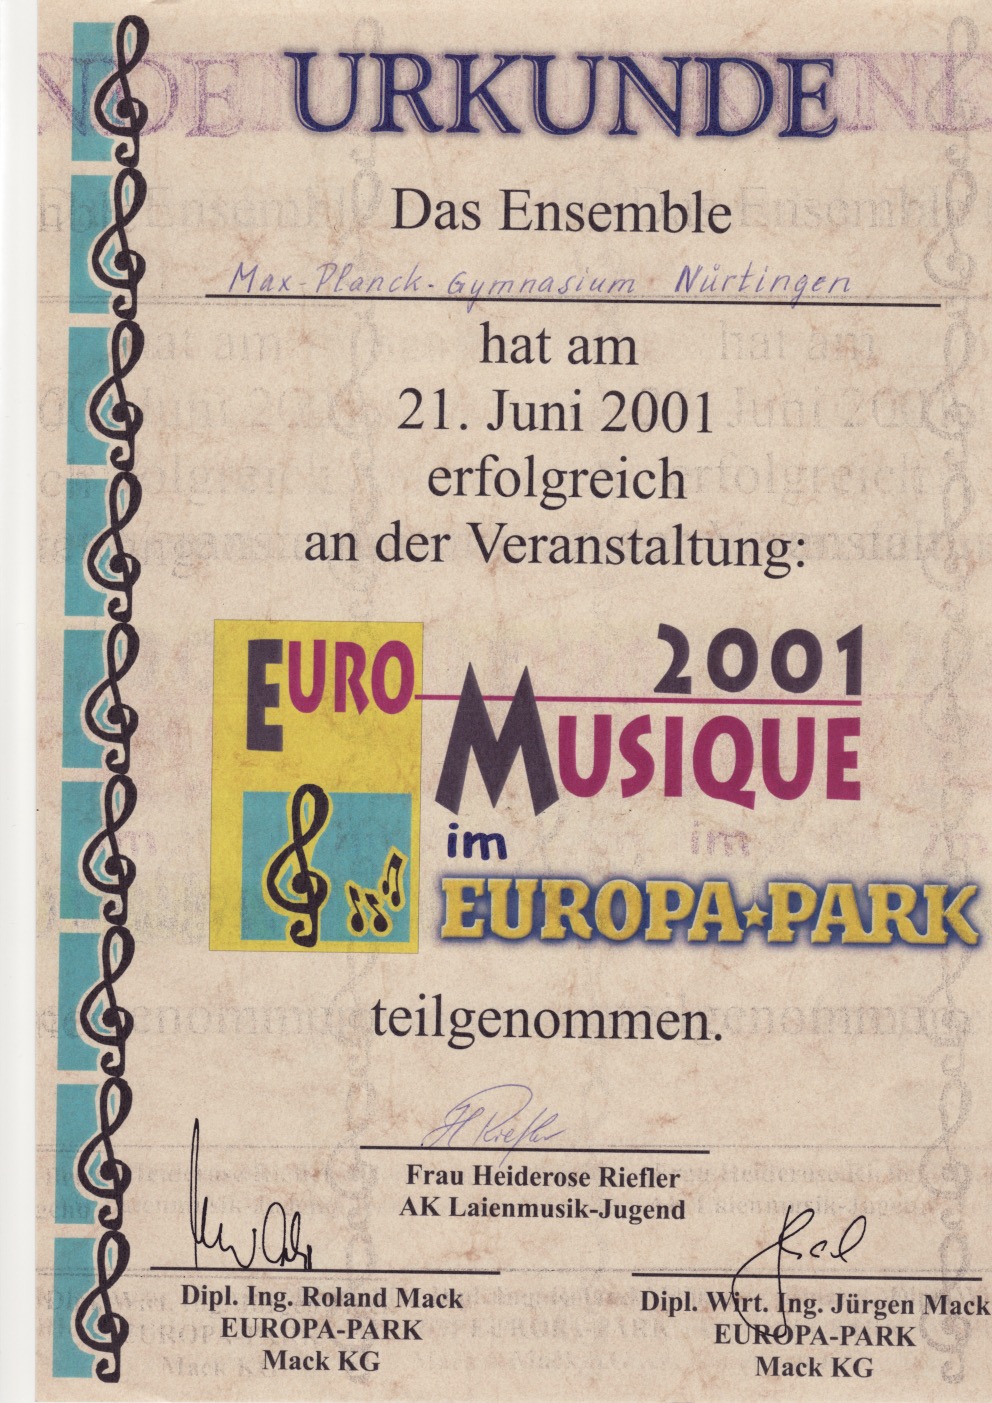 URKUNDE
Das Ensemble
Max-Planck-Gymnasium Nürtingen
hat am
21. Juni 2001
erfolgreich
an der Veranstaltung:
EURO
2001
MUSIQUE
im
EUROPA★PARK
teilgenommen.
H Riefler
Frau Heiderose Riefler
AK Laienmusik-Jugend
Dipl. Ing. Roland Mack
EUROPA-PARK
Mack KG
Dipl. Wirt. Ing. Jürgen Mack
EUROPA-PARK
Mack KG